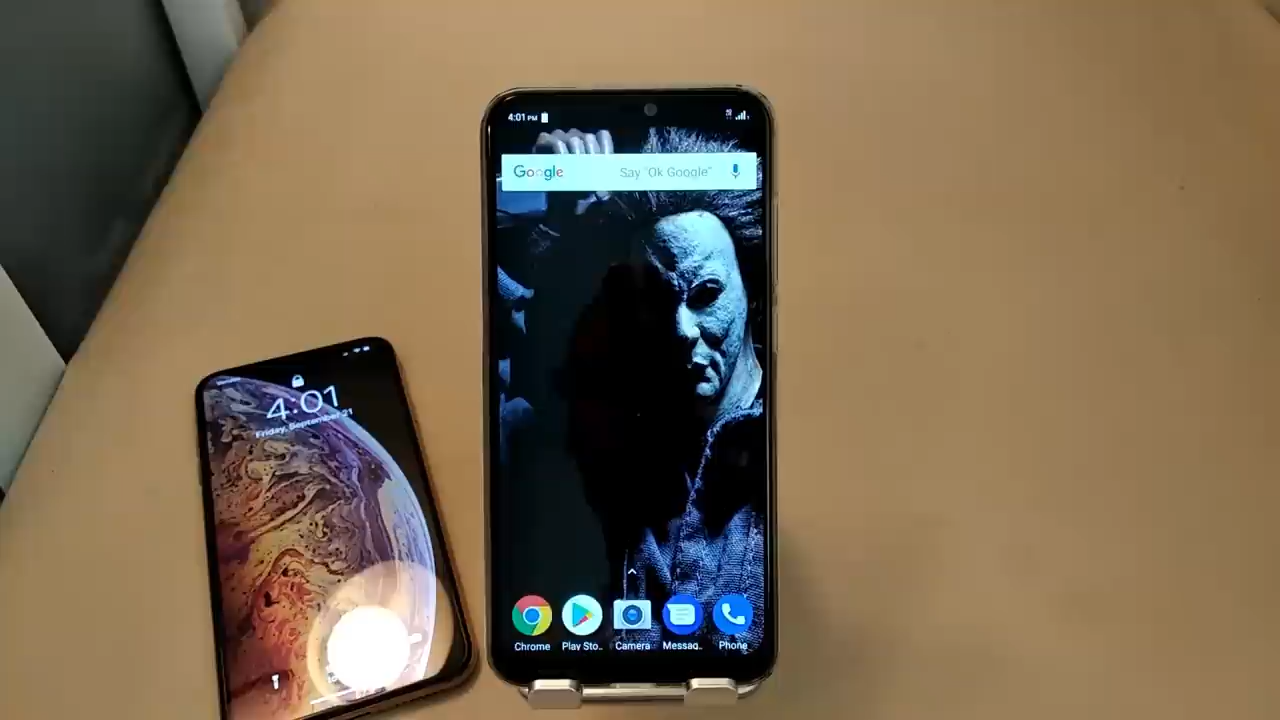 4:01 PM
Google Say "Ok Google"
Chrome Play Sto.. Camera Messag.. Phone
4:01
Friday, September 21